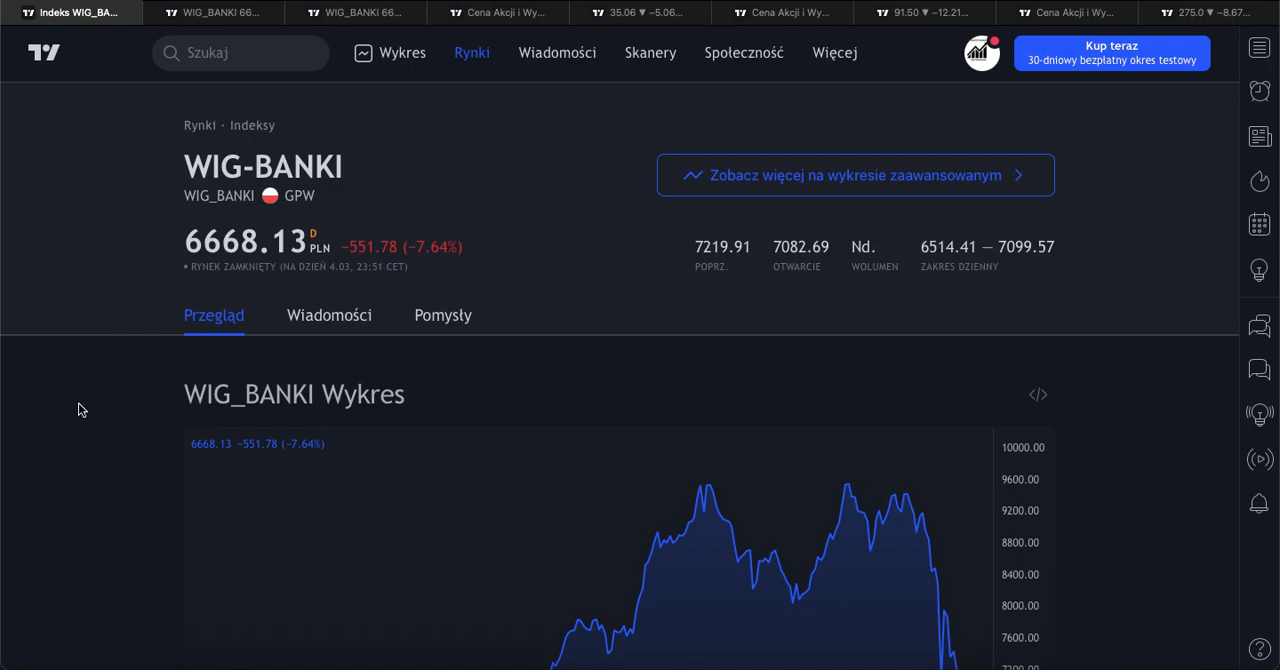 Indeks WIG_BA...
WIG_BANKI 66...
WIG_BANKI 66...
Cena Akcji i Wy...
35.06 ▼ −5.06...
Cena Akcji i Wy...
91.50 ▼ −12.21...
Cena Akcji i Wy...
275.0 ▼ −8.67...
Szukaj
Wykres
Rynki
Wiadomości
Skanery
Społeczność
Więcej
Kup teraz
30-dniowy bezpłatny okres testowy
Rynki · Indeksy
WIG-BANKI
WIG_BANKI GPW
Zobacz więcej na wykresie zaawansowanym
6668.13 D PLN −551.78 (−7.64%)
• RYNEK ZAMKNIĘTY (NA DZIEŃ 4.03, 23:51 CET)
7219.91 7082.69 Nd. 6514.41 — 7099.57
POPRZ. OTWARCIE WOLUMEN ZAKRES DZIENNY
Przegląd Wiadomości Pomysły
WIG_BANKI Wykres
</>
6668.13 −551.78 (−7.64%)
10000.00
9600.00
9200.00
8800.00
8400.00
8000.00
7600.00
7200.00